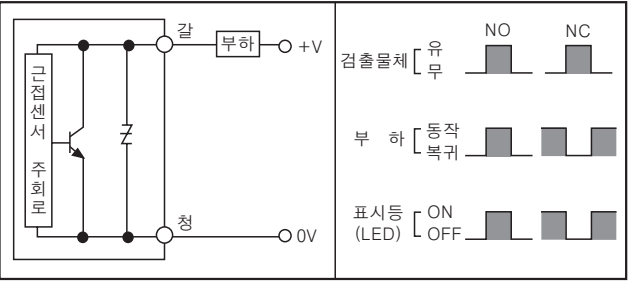 갈
부하
+V
근접센서 주회로
청
0V
NO NC
검출물체 유
무
부 하 동작
복귀
표시등 ON
(LED) OFF